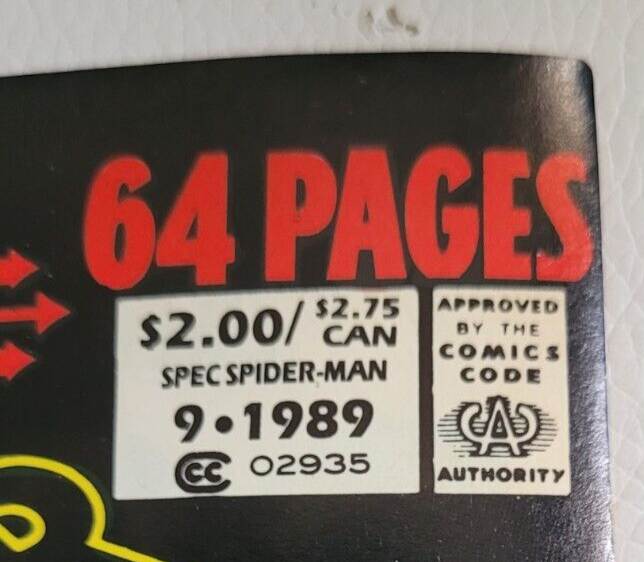 64 PAGES
$2.00/ $2.75 CAN
SPEC SPIDER-MAN
9•1989
CC 02935
APPROVED
BY THE
COMICS
CODE
CA
AUTHORITY